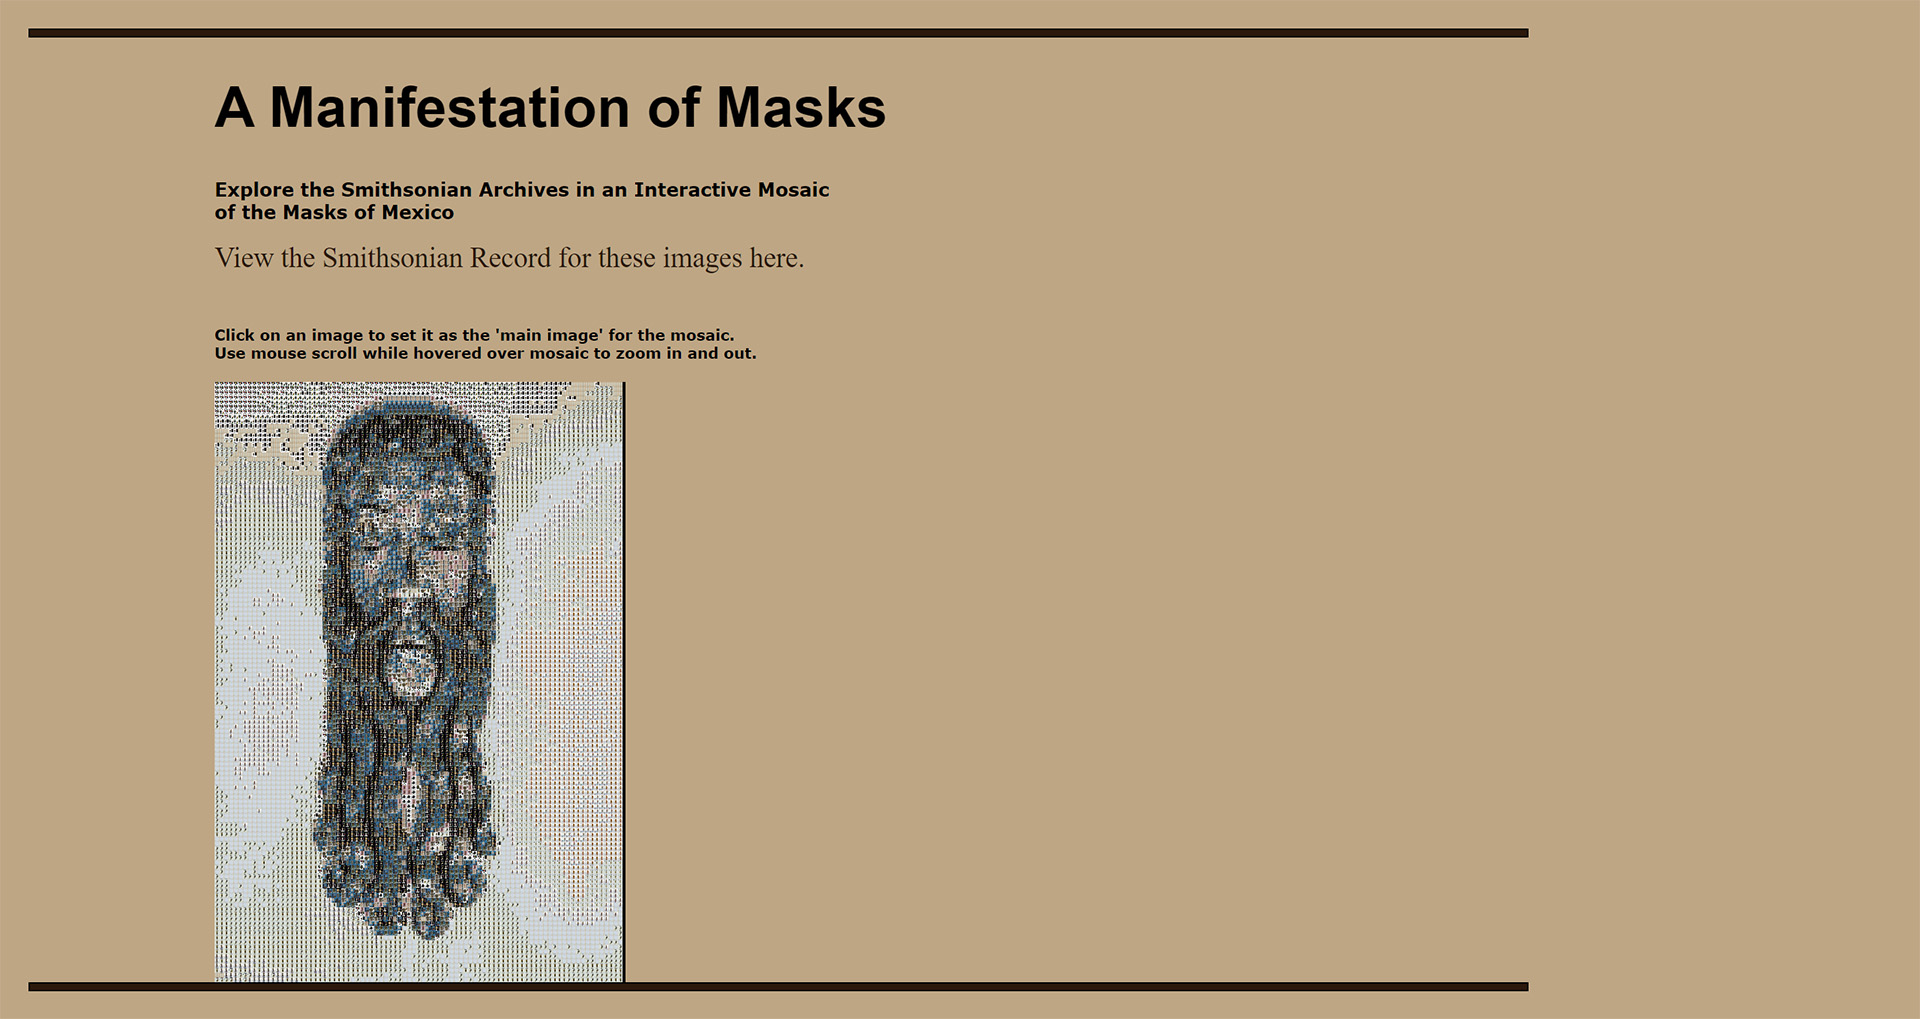 A Manifestation of Masks
Explore the Smithsonian Archives in an Interactive Mosaic
of the Masks of Mexico
View the Smithsonian Record for these images here.
Click on an image to set it as the 'main image' for the mosaic.
Use mouse scroll while hovered over mosaic to zoom in and out.